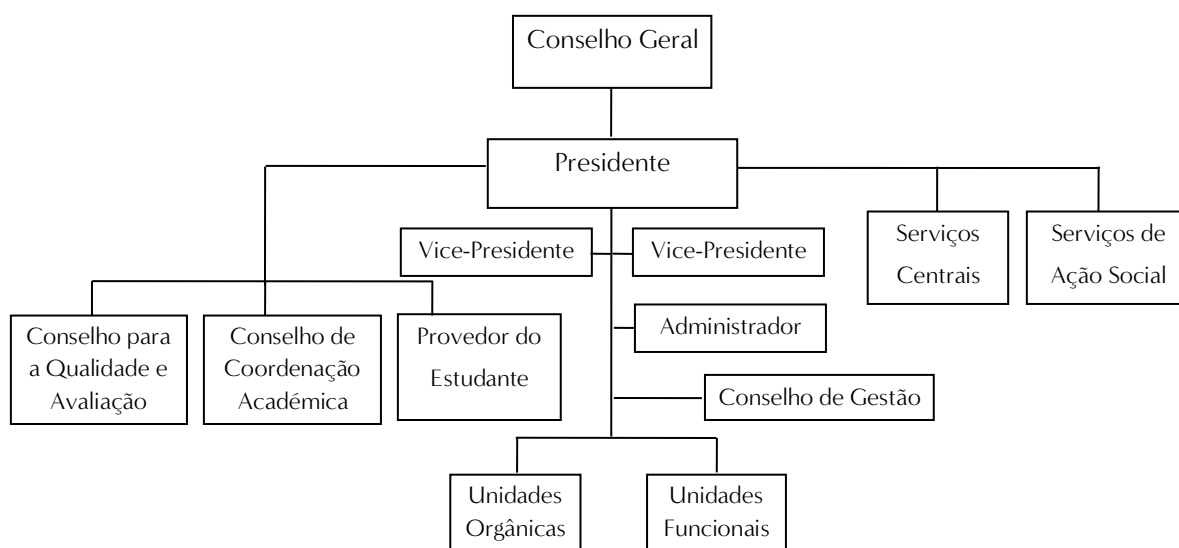 Conselho Geral
Presidente
Vice-Presidente
Vice-Presidente
Serviços
Centrais
Serviços de
Ação Social
Administrador
Conselho para
a Qualidade e
Avaliação
Conselho de
Coordenação
Académica
Provedor do
Estudante
Conselho de Gestão
Unidades
Orgânicas
Unidades
Funcionais